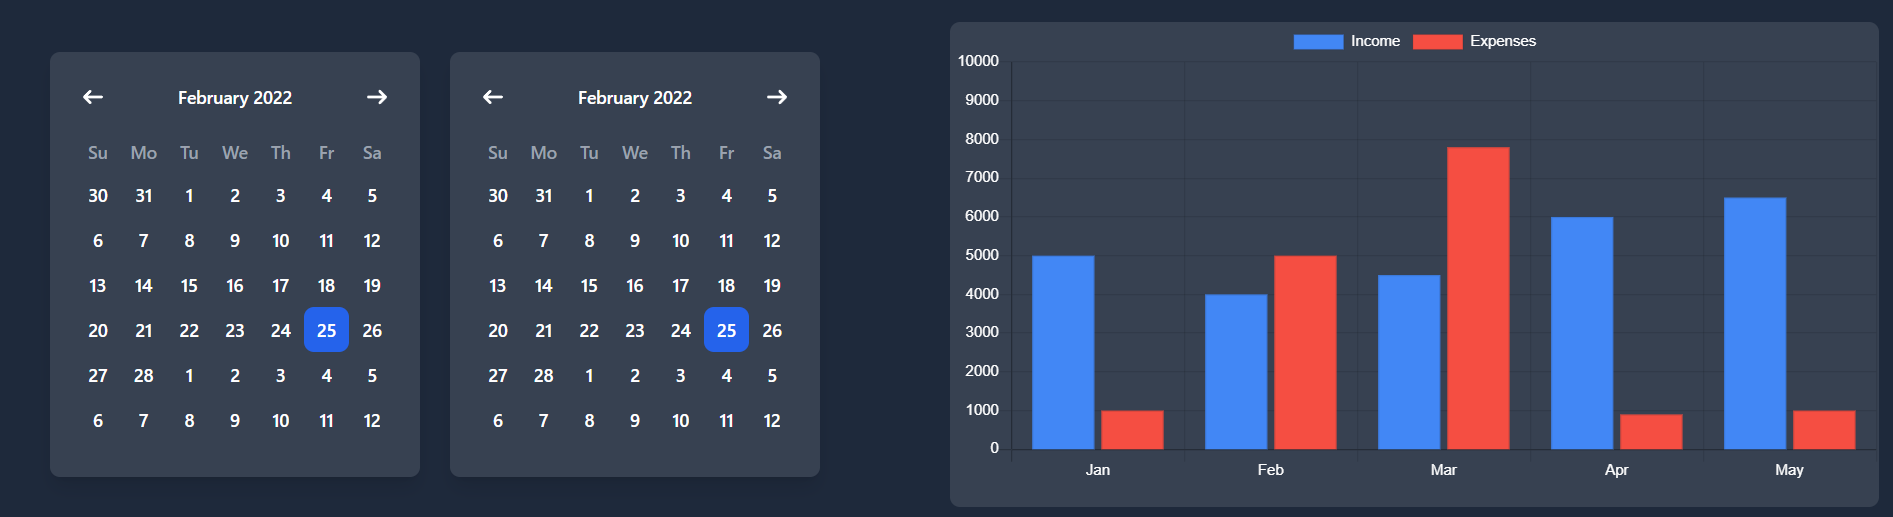 February 2022
Su Mo Tu We Th Fr Sa
30 31 1 2 3 4 5
6 7 8 9 10 11 12
13 14 15 16 17 18 19
20 21 22 23 24 25 26
27 28 1 2 3 4 5
6 7 8 9 10 11 12
February 2022
Su Mo Tu We Th Fr Sa
30 31 1 2 3 4 5
6 7 8 9 10 11 12
13 14 15 16 17 18 19
20 21 22 23 24 25 26
27 28 1 2 3 4 5
6 7 8 9 10 11 12
Income Expenses
10000
9000
8000
7000
6000
5000
4000
3000
2000
1000
0
Jan Feb Mar Apr May